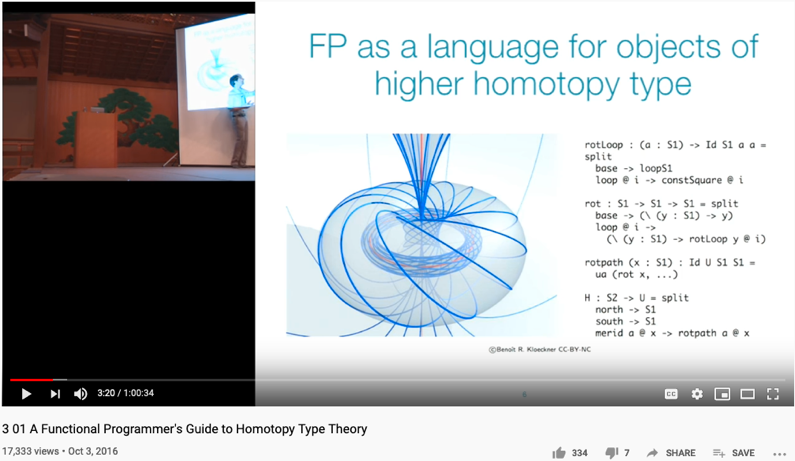 FP as a language for objects of
higher homotopy type
rotLoop : (a : S1) -> Id S1 a a =
split
  base -> loopS1
  loop @ i -> constSquare @ i
rot : S1 -> S1 -> S1 = split
  base -> (\ (y : S1) -> y)
  loop @ i ->
    (\ (y : S1) -> rotLoop y @ i)
rotpath (x : S1) : Id U S1 S1 =
  ua (rot x, ...)
H : S2 -> U = split
  north -> S1
  south -> S1
  merid a @ x -> rotpath a @ x
©Benoit R. Kloeckner CC-BY-NC
3:20 / 1:00:34
CC
3 01 A Functional Programmer's Guide to Homotopy Type Theory
17,333 views • Oct 3, 2016
334
7
SHARE
SAVE